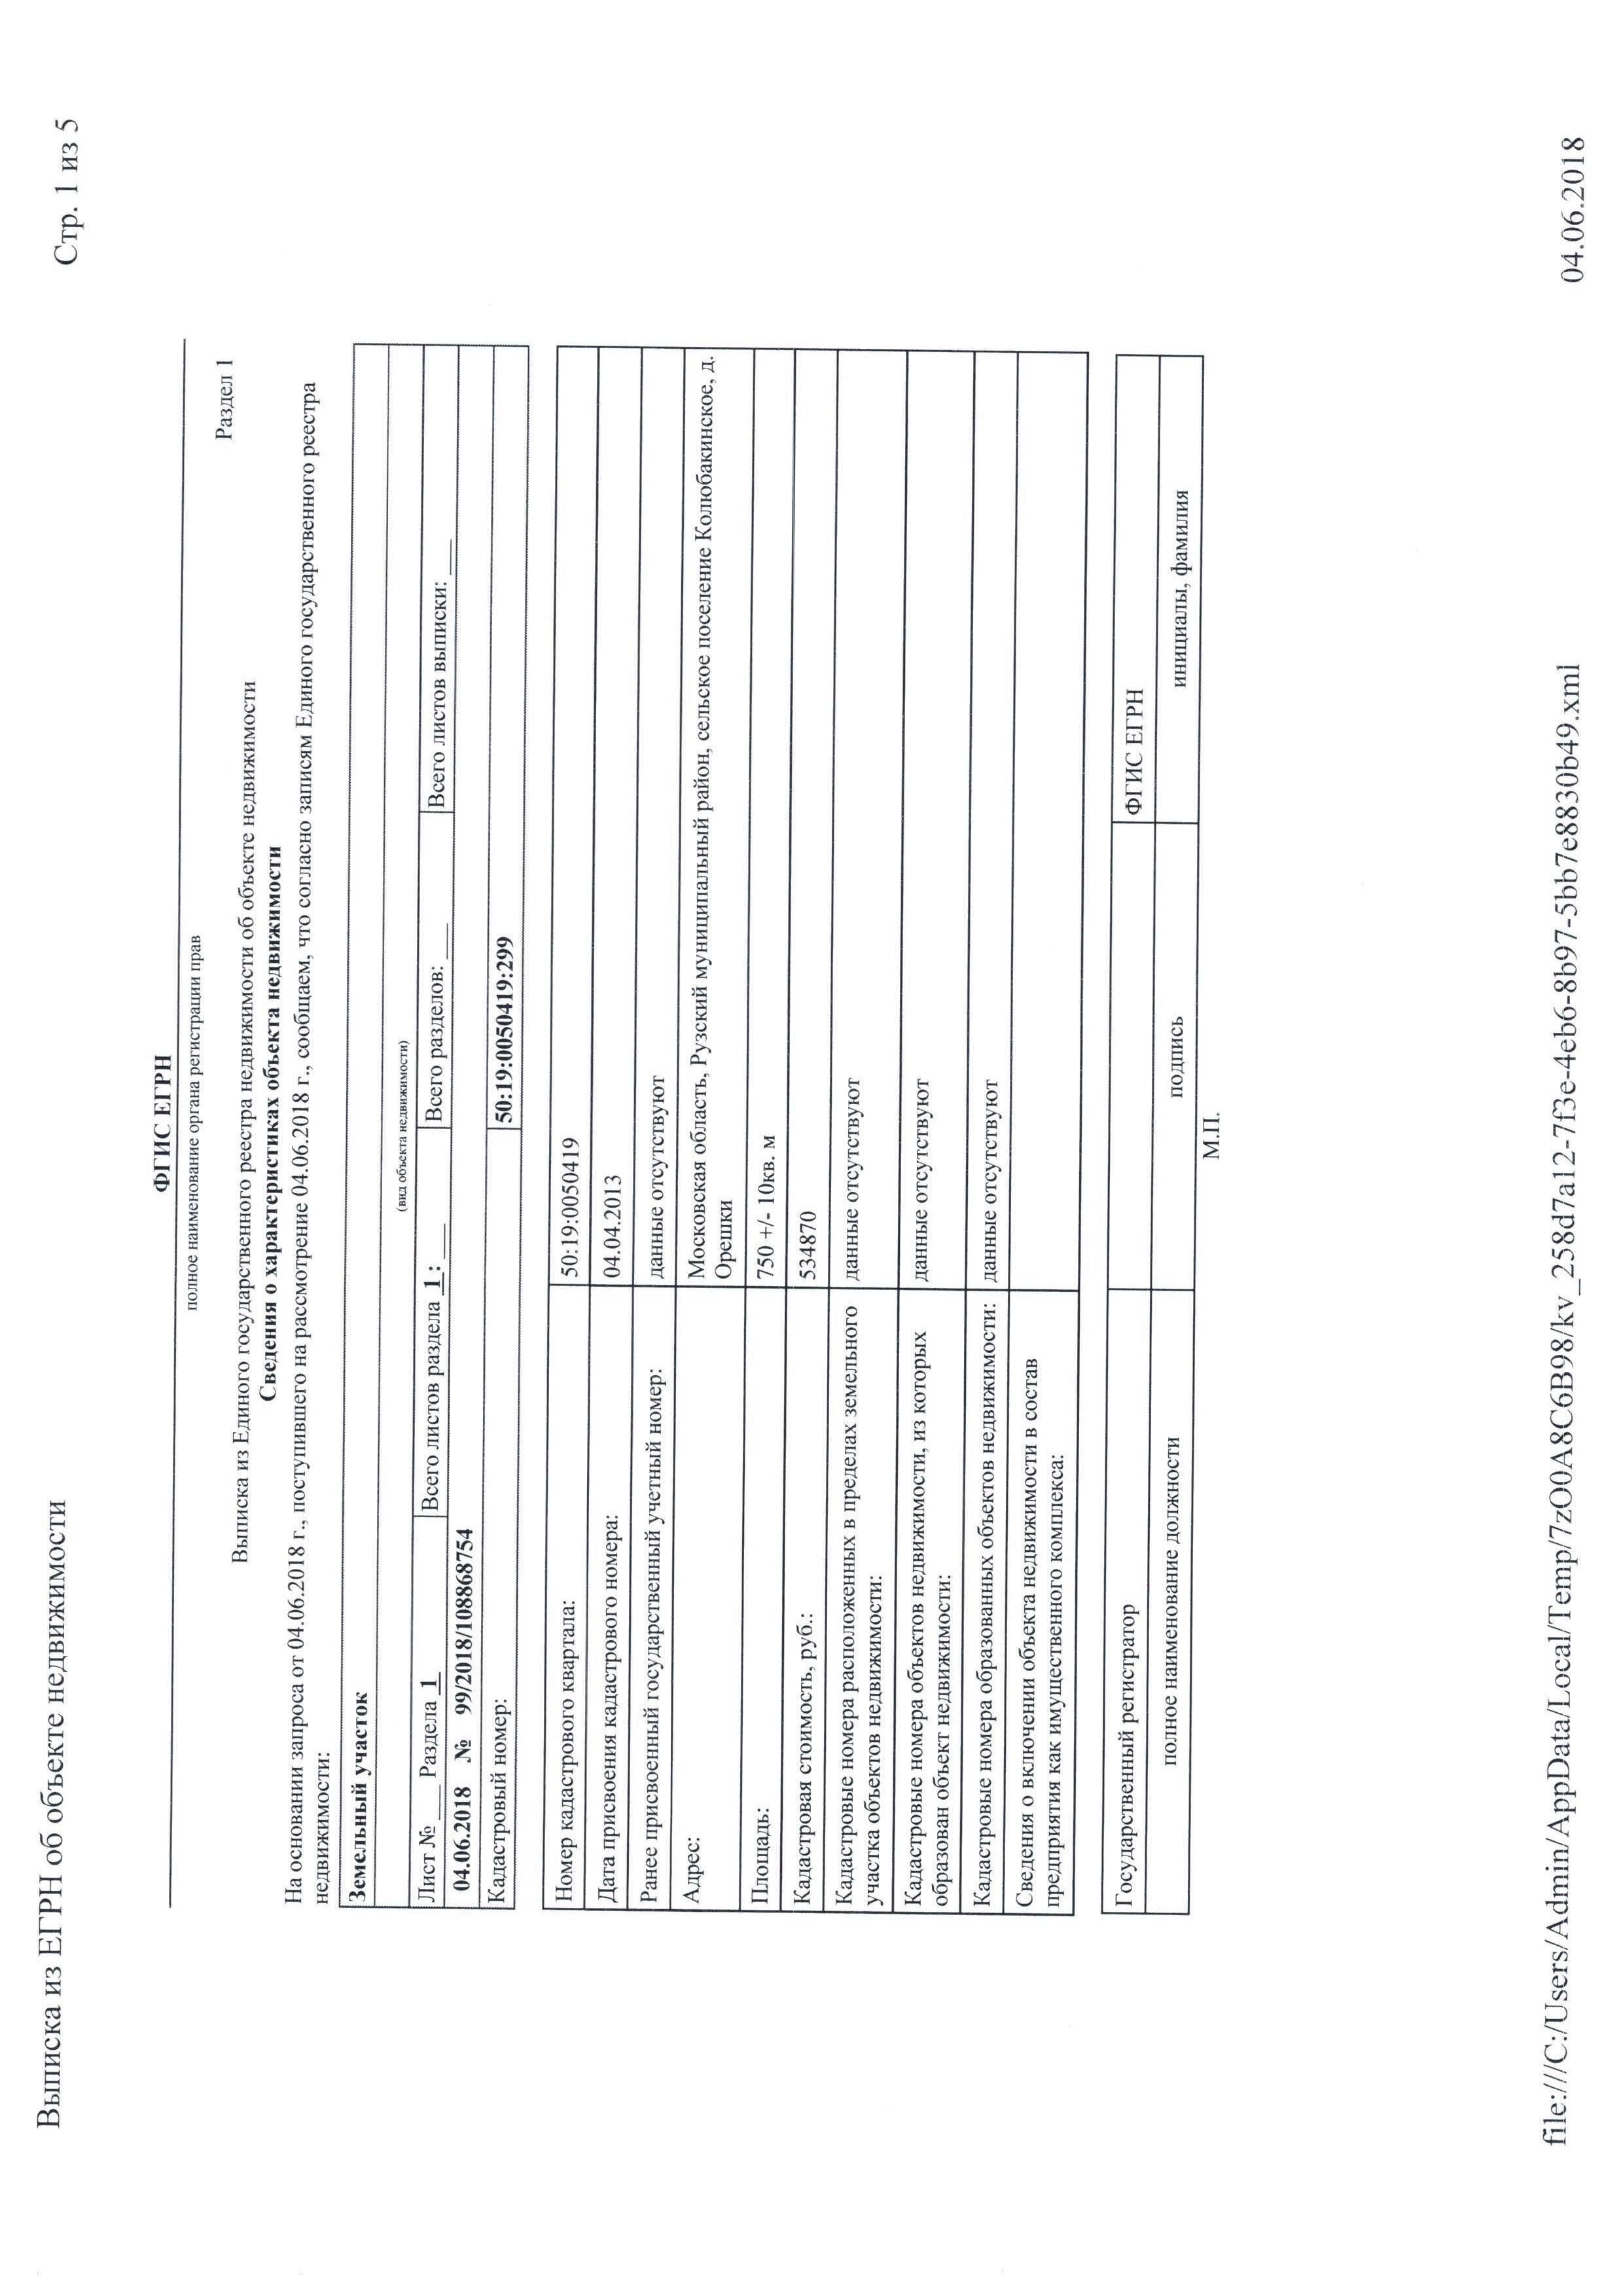 Выписка из ЕГРН об объекте недвижимости
Стр. 1 из 5
ФГИС ЕГРН
полное наименование органа регистрации прав
Раздел 1
Выписка из Единого государственного реестра недвижимости об объекте недвижимости
Сведения о характеристиках объекта недвижимости
На основании запроса от 04.06.2018 г., поступившего на рассмотрение 04.06.2018 г., сообщаем, что согласно записям Единого государственного реестра
недвижимости:
Земельный участок
(вид объекта недвижимости)
Лист № ___ Раздела 1
Всего листов раздела 1 : ___
Всего разделов: ___
Всего листов выписки: ___
04.06.2018 № 99/2018/108868754
Кадастровый номер:
50:19:0050419:299
Номер кадастрового квартала:
50:19:0050419
Дата присвоения кадастрового номера:
04.04.2013
Ранее присвоенный государственный учетный номер:
данные отсутствуют
Адрес:
Московская область, Рузский муниципальный район, сельское поселение Колюбакинское, д.
Орешки
Площадь:
750 +/- 10кв. м
Кадастровая стоимость, руб.:
534870
Кадастровые номера расположенных в пределах земельного
участка объектов недвижимости:
данные отсутствуют
Кадастровые номера объектов недвижимости, из которых
образован объект недвижимости:
данные отсутствуют
Кадастровые номера образованных объектов недвижимости:
данные отсутствуют
Сведения о включении объекта недвижимости в состав
предприятия как имущественного комплекса:
Государственный регистратор
ФГИС ЕГРН
полное наименование должности
подпись
инициалы, фамилия
М.П.
file:///C:/Users/Admin/AppData/Local/Temp/7zO0A8C6B98/kv_258d7a12-7f3e-4eb6-8b97-5bb7e8830b49.xml
04.06.2018